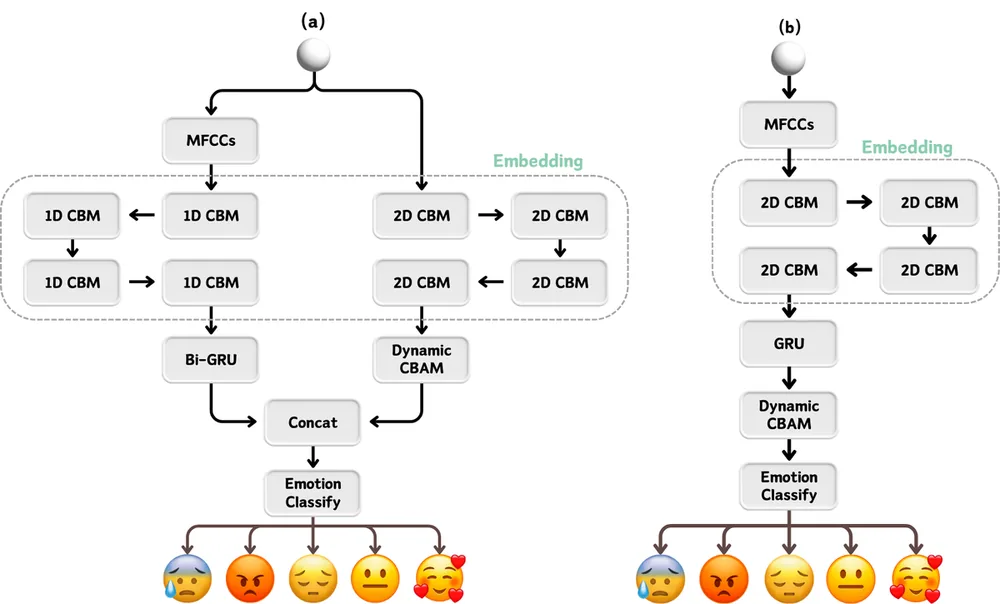 (a)
MFCCs
Embedding
1D CBM
1D CBM
2D CBM
2D CBM
1D CBM
1D CBM
2D CBM
2D CBM
Bi-GRU
Dynamic
CBAM
Concat
Emotion
Classify
(b)
MFCCs
Embedding
2D CBM
2D CBM
2D CBM
2D CBM
GRU
Dynamic
CBAM
Emotion
Classify